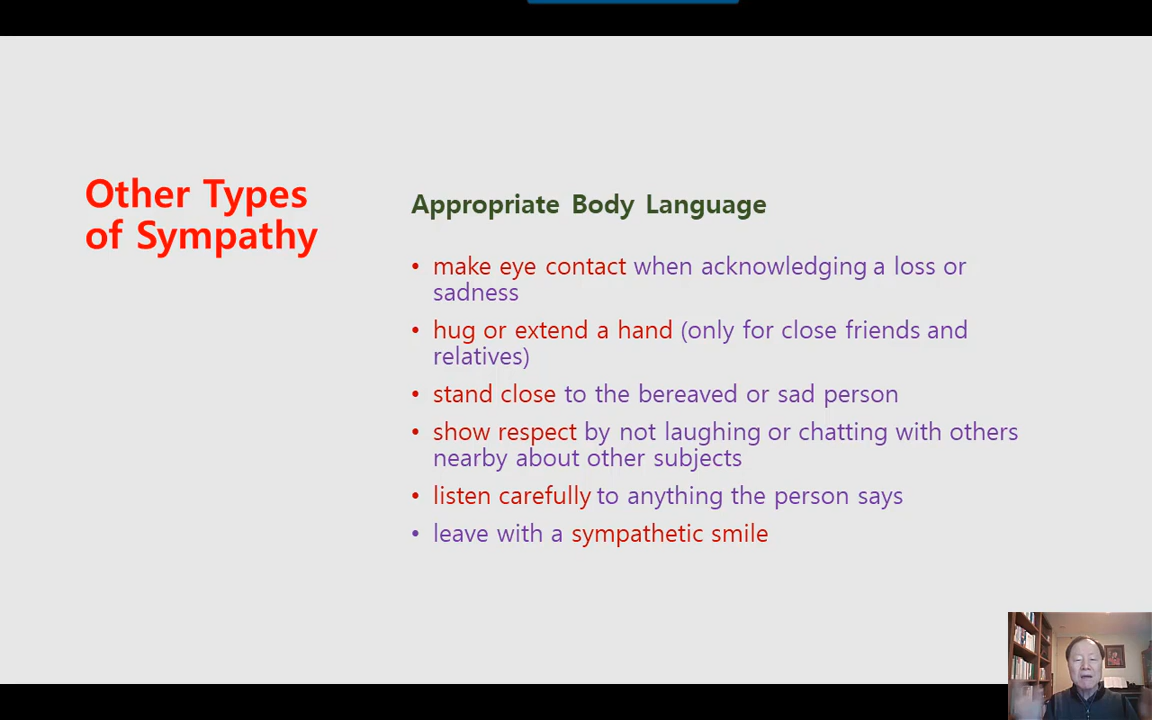 Other Types
of Sympathy
Appropriate Body Language
• make eye contact when acknowledging a loss or
sadness
• hug or extend a hand (only for close friends and
relatives)
• stand close to the bereaved or sad person
• show respect by not laughing or chatting with others
nearby about other subjects
• listen carefully to anything the person says
• leave with a sympathetic smile